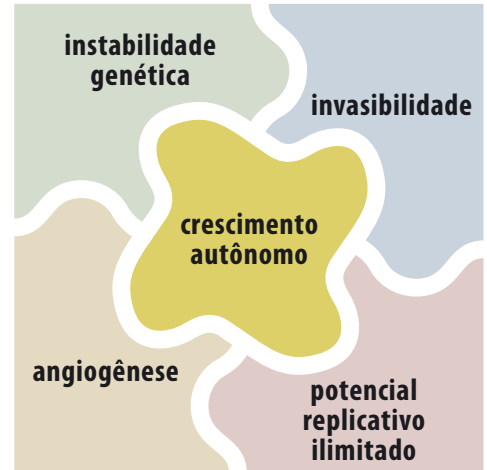 instabilidade
genética
invasibilidade
crescimento
autônomo
angiogênese
potencial
replicativo
ilimitado